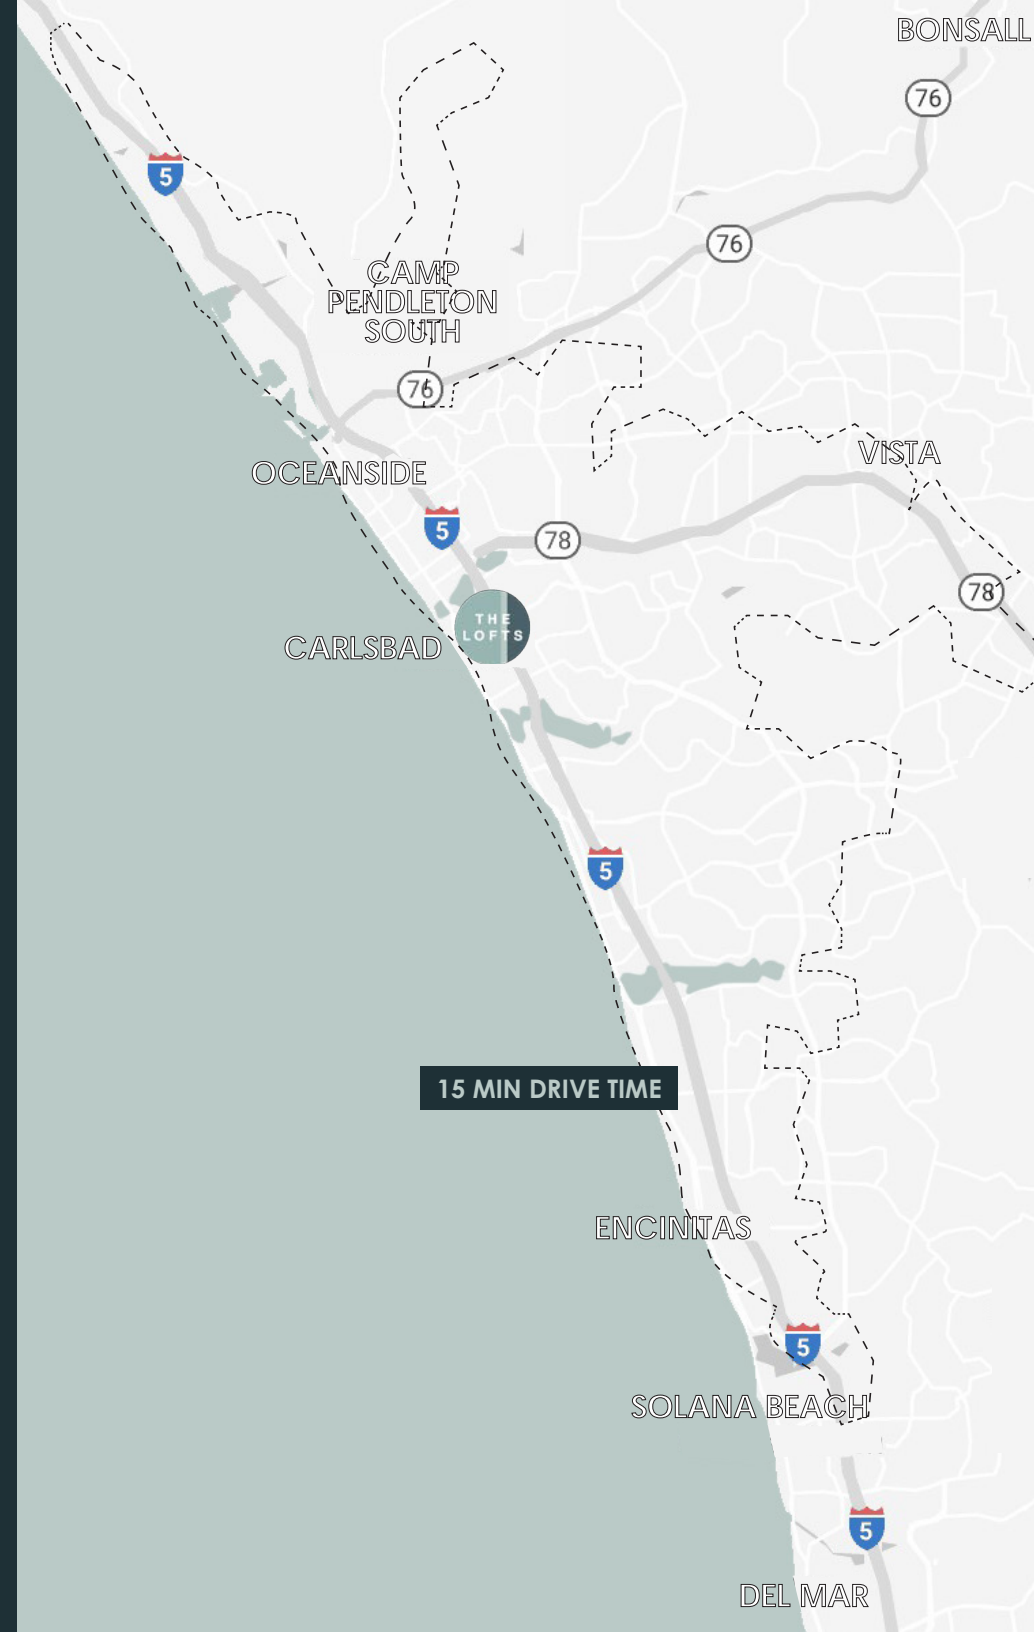 BONSALL
76
5
76
CAMP
PENDLETON
SOUTH
76
VISTA
OCEANSIDE
5
78
78
THE
LOFTS
CARLSBAD
5
15 MIN DRIVE TIME
ENCINITAS
5
SOLANA BEACH
5
DEL MAR